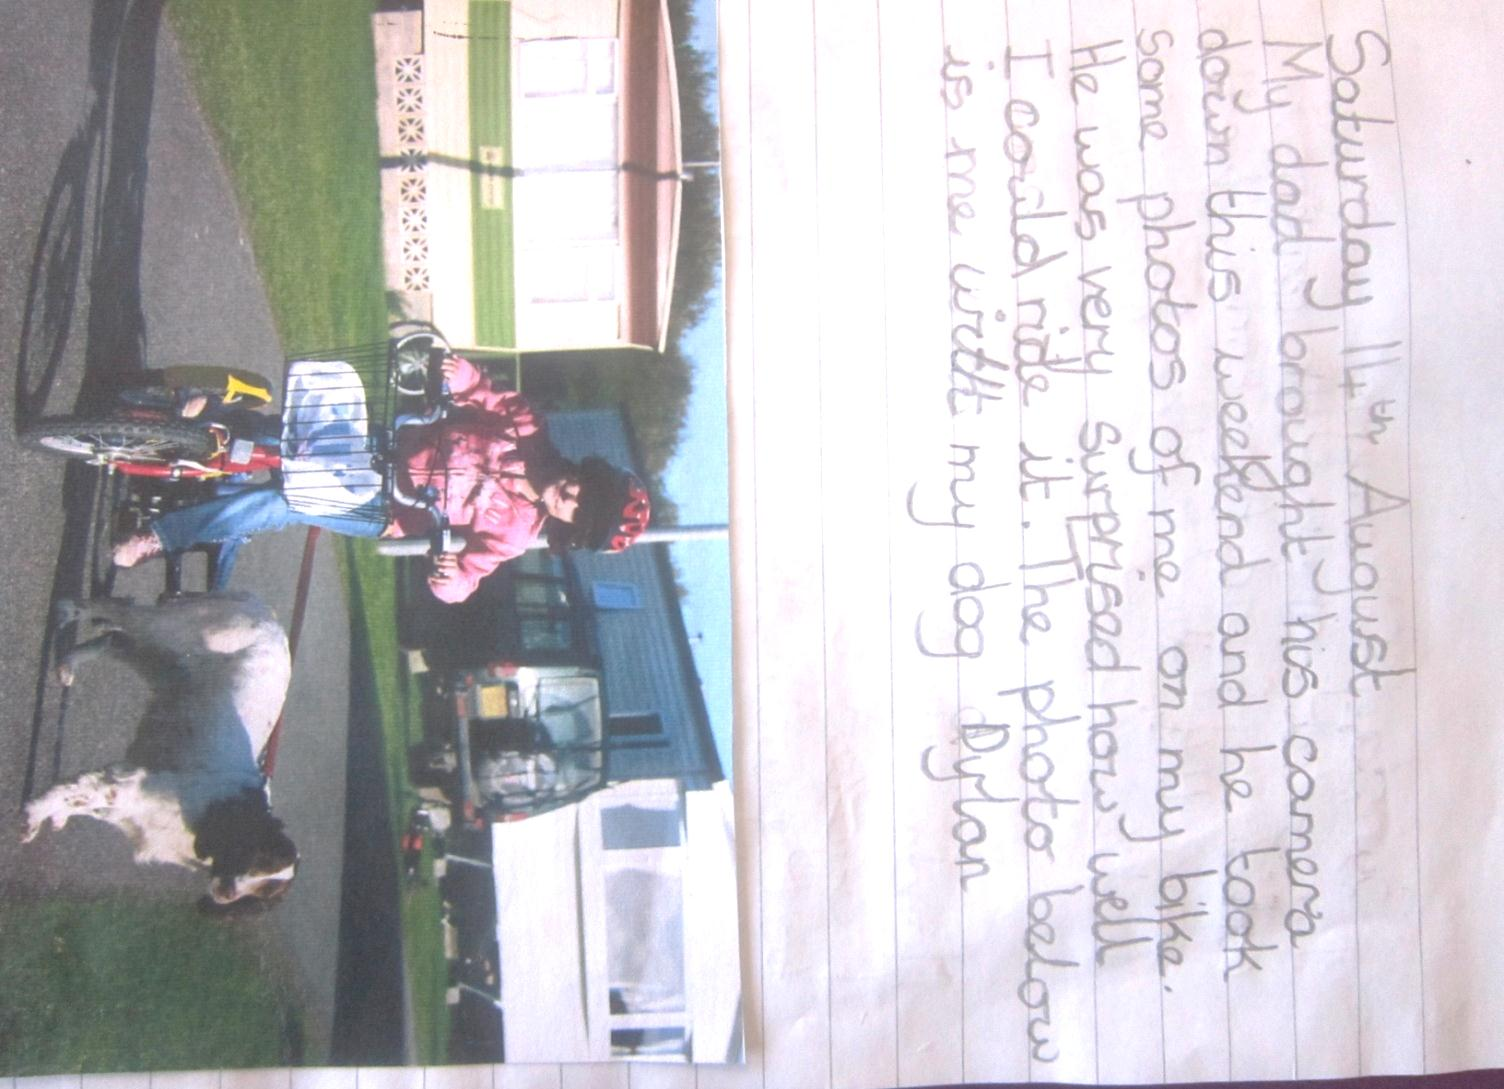 Saturday 14th August
My dad brought his camera
down this weekend and he took
some photos of me on my bike.
He was very surprised how well
I could ride it. The photo below
is me with my dog Dylan